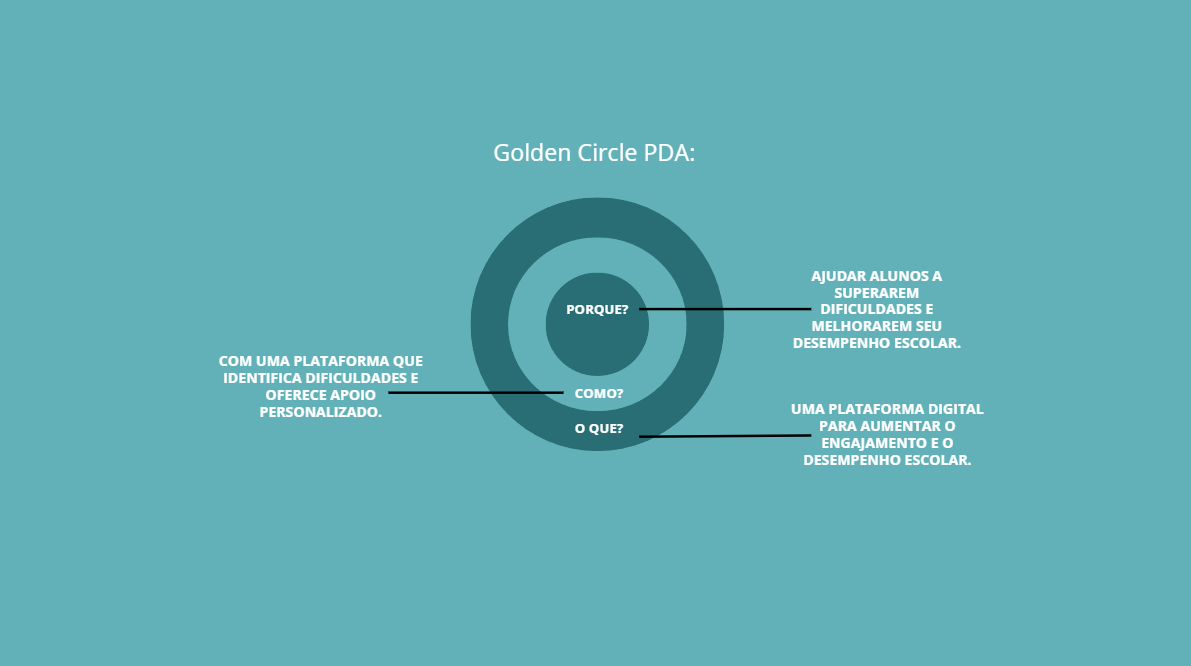 Golden Circle PDA:
PORQUE?
AJUDAR ALUNOS A
SUPERAREM
DIFICULDADES E
MELHORAREM SEU
DESEMPENHO ESCOLAR.
COMO?
COM UMA PLATAFORMA QUE
IDENTIFICA DIFICULDADES E
OFERECE APOIO
PERSONALIZADO.
O QUE?
UMA PLATAFORMA DIGITAL
PARA AUMENTAR O
ENGAJAMENTO E O
DESEMPENHO ESCOLAR.